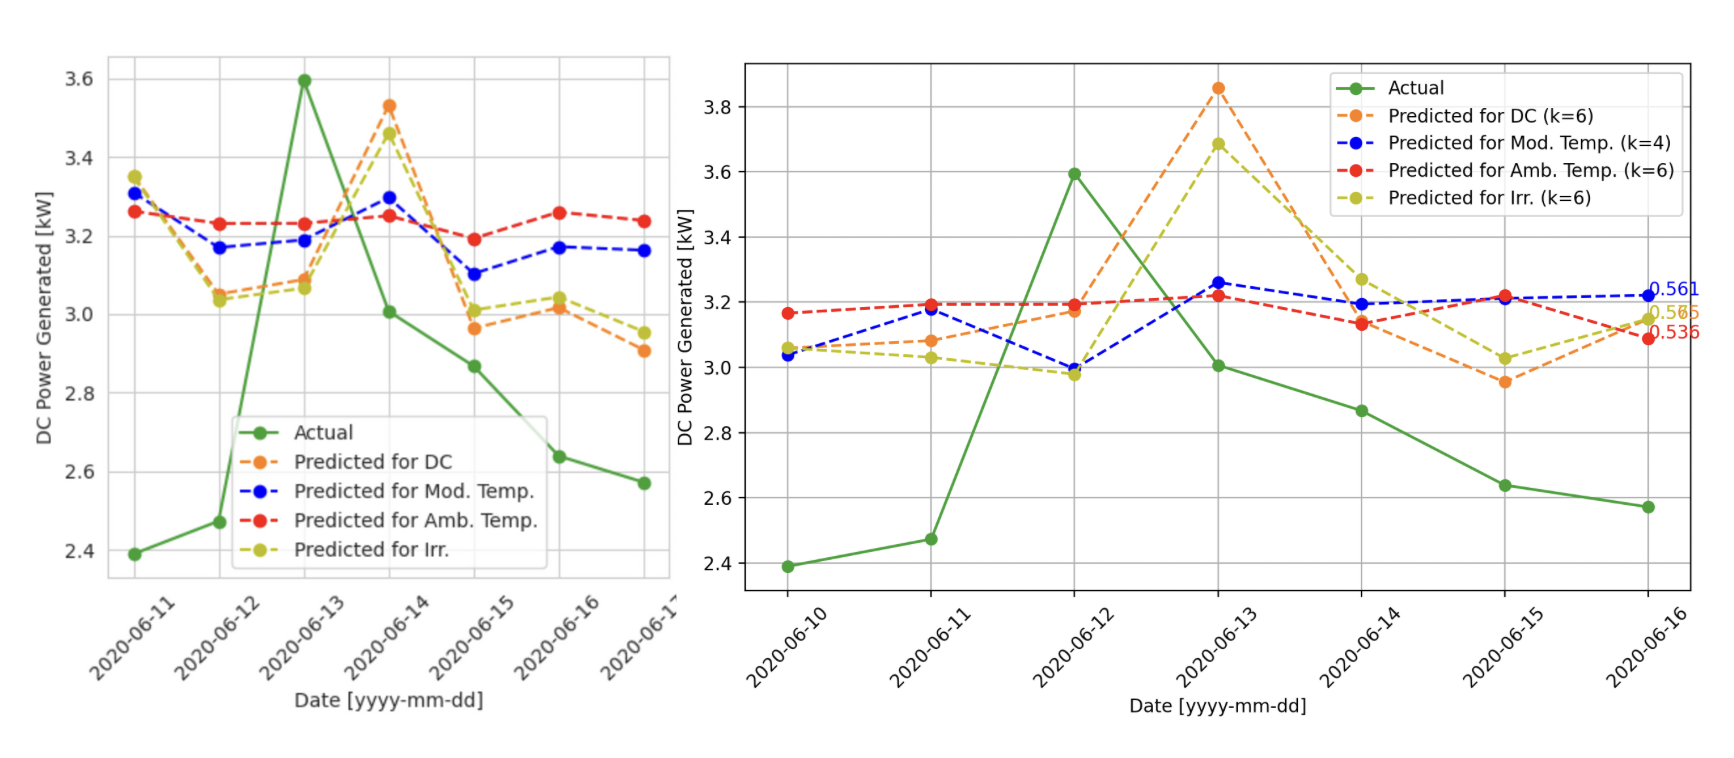 3.6
3.4
3.2
3.0
2.8
2.6
2.4
DC Power Generated [kW]
Actual
Predicted for DC
Predicted for Mod. Temp.
Predicted for Amb. Temp.
Predicted for Irr.
2020-06-11
2020-06-12
2020-06-13
2020-06-14
2020-06-15
2020-06-16
Date [yyyy-mm-dd]
3.8
3.6
3.4
3.2
3.0
2.8
2.6
2.4
DC Power Generated [kW]
Actual
Predicted for DC (k=6)
Predicted for Mod. Temp. (k=4)
Predicted for Amb. Temp. (k=6)
Predicted for Irr. (k=6)
0.561
0.536
2020-06-10
2020-06-11
2020-06-12
2020-06-13
2020-06-14
2020-06-15
2020-06-16
Date [yyyy-mm-dd]